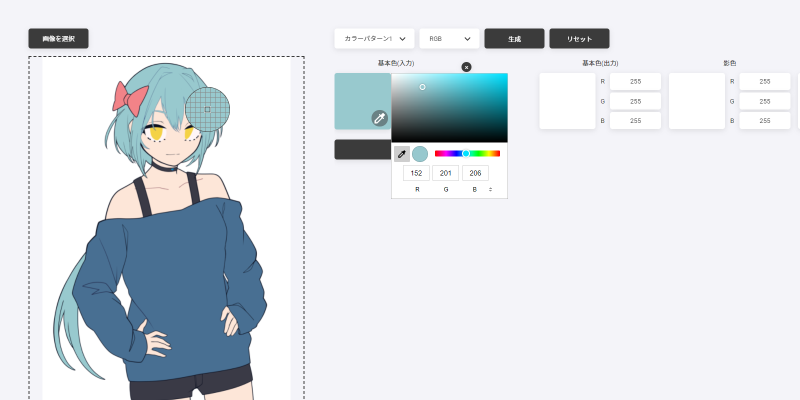 画像を選択
カラーパターン1
RGB
生成
リセット
基本色(入力)
152
201
206
R
G
B
基本色(出力)
R
255
G
255
B
255
影色
R
255
G
255
B
255